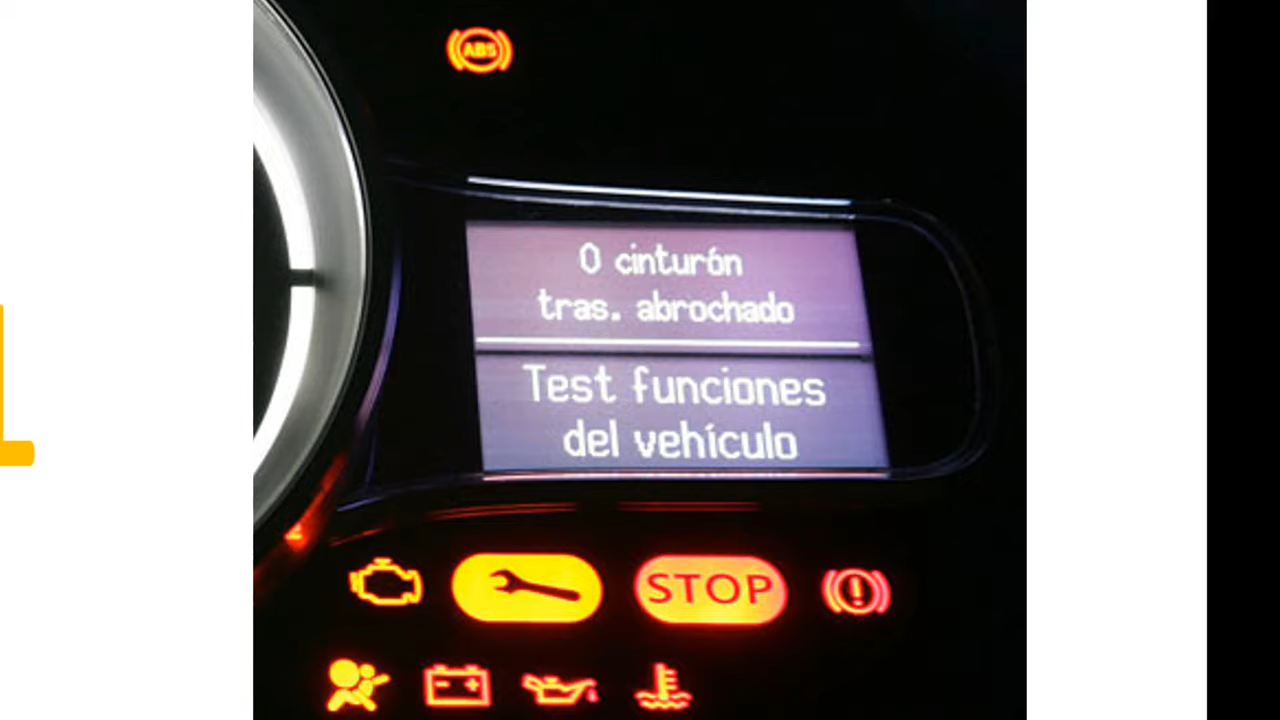 ABS
0 cinturón
tras. abrochado
Test funciones
del vehículo
STOP